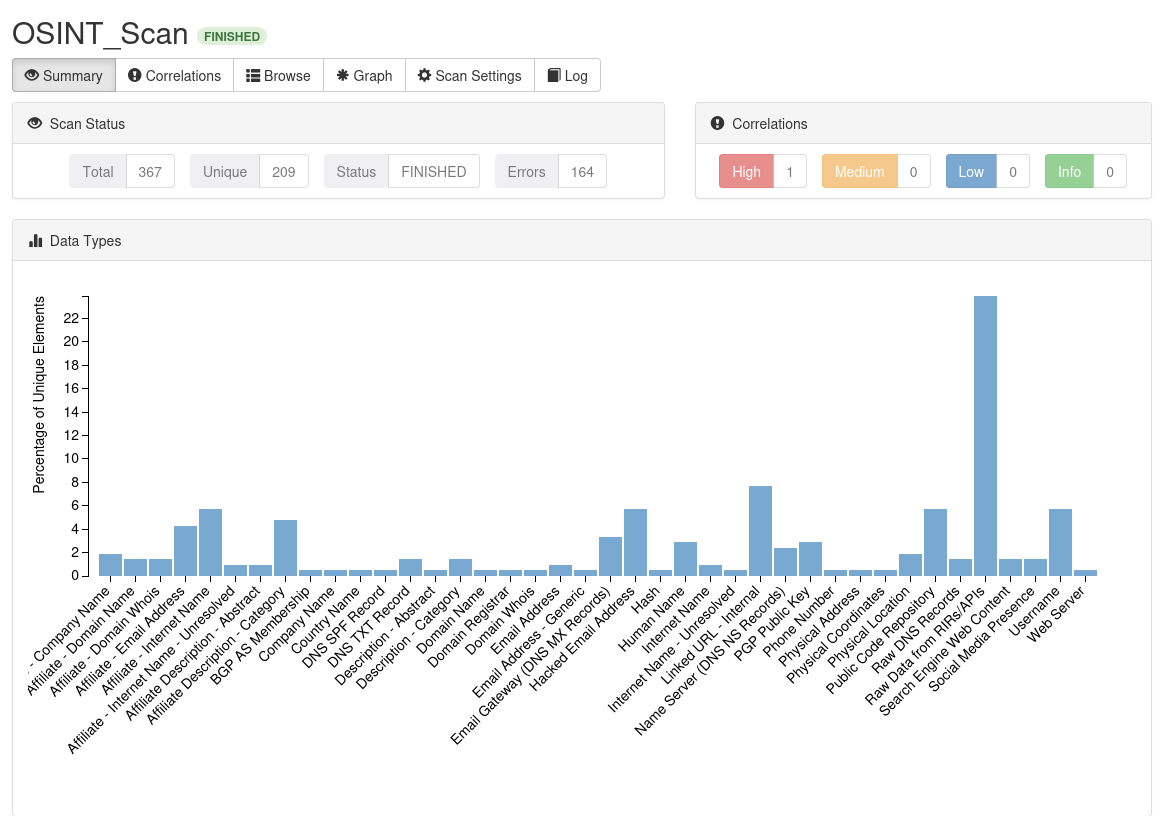 OSINT_Scan FINISHED
Summary Correlations Browse Graph Scan Settings Log
Scan Status
Total 367 Unique 209 Status FINISHED Errors 164
Correlations
High 1 Medium 0 Low 0 Info 0
Data Types
Percentage of Unique Elements
22
20
18
16
14
12
10
8
6
4
2
0
- Company Name
Affiliate - Domain Name
Affiliate - Domain Whois
Affiliate - Email Address
Affiliate - Internet Name
Affiliate - Internet Name - Unresolved
Affiliate Description - Abstract
Affiliate Description - Category
BGP AS Membership
Company Name
Country Name
DNS SPF Record
DNS TXT Record
Description - Abstract
Description - Category
Domain Name
Domain Registrar
Domain Whois
Email Address
Email Address - Generic
Email Gateway (DNS MX Records)
Hacked Email Address
Hash
Human Name
Internet Name
Internet Name - Unresolved
Linked URL - Internal
Name Server (DNS NS Records)
PGP Public Key
Phone Number
Physical Address
Physical Coordinates
Physical Location
Public Code Repository
Raw DNS Records
Raw Data from RIRs/APIs
Search Engine Web Content
Social Media Presence
Username
Web Server